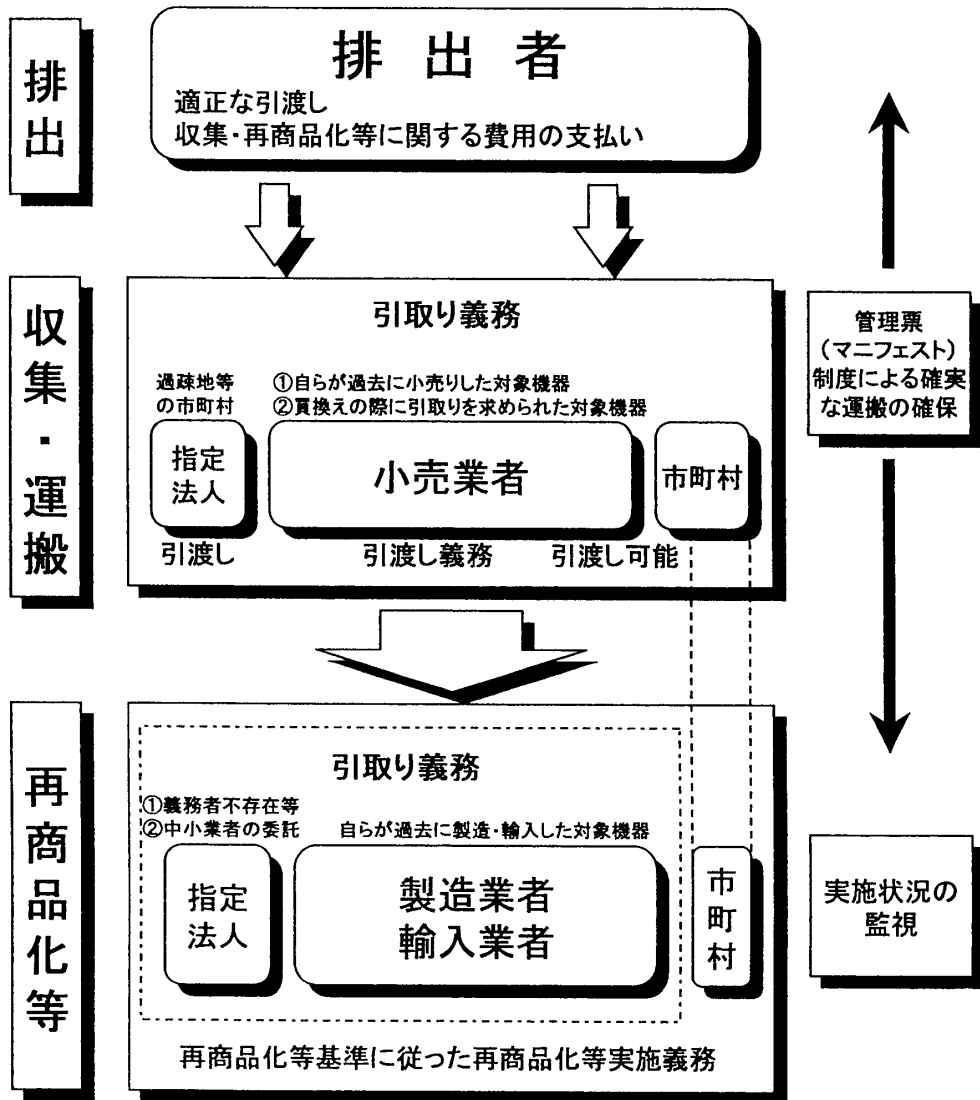 排出
排出者
適正な引渡し
収集・再商品化等に関する費用の支払い
収集・運搬
引取り義務
過疎地等
の市町村
①自らが過去に小売りした対象機器
②買換えの際に引取りを求められた対象機器
指定
法人
小売業者
市町村
引渡し
引渡し義務
引渡し可能
管理票
(マニフェスト)
制度による確実
な運搬の確保
再商品化等
引取り義務
①義務者不存在等
②中小業者の委託
自らが過去に製造・輸入した対象機器
指定
法人
製造業者
輸入業者
市町村
実施状況の
監視
再商品化等基準に従った再商品化等実施義務